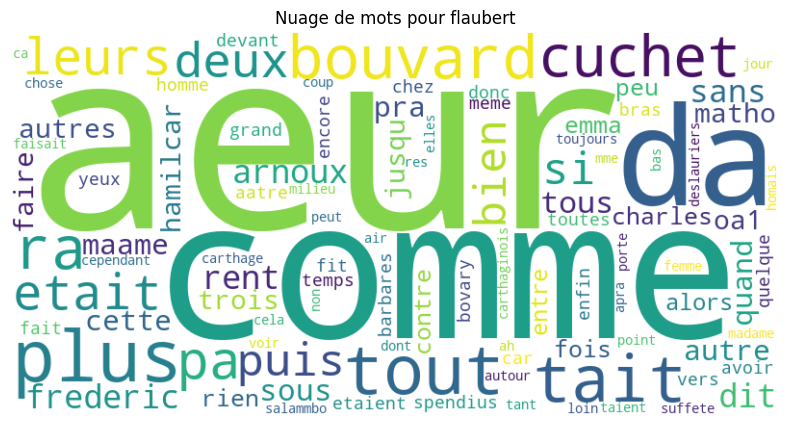 Nuage de mots pour flaubert
ca leurs devant deux bouvard coup cuchet jour
chose homme chez donc peu sans
aeur da
autres yeux faire hamilcar grand encore pra meme jusqu elles bien emma bras matho
faisait arnoux si toujours mme bas deslauriers homais
aatre milieu res tous toutes charles oa1
peut
comme
ra maame cependant carthage rent trois air fit temps non barbares contre bovary carthaginois entre enfin apra porte femme alors quand quelque
etait cette cela
fait voir dont ah car fois point autre madame
plus pa puis tout autour tait vers avoir
frederic rien sous salammbo etaient spendius tant loin taient suffete dit